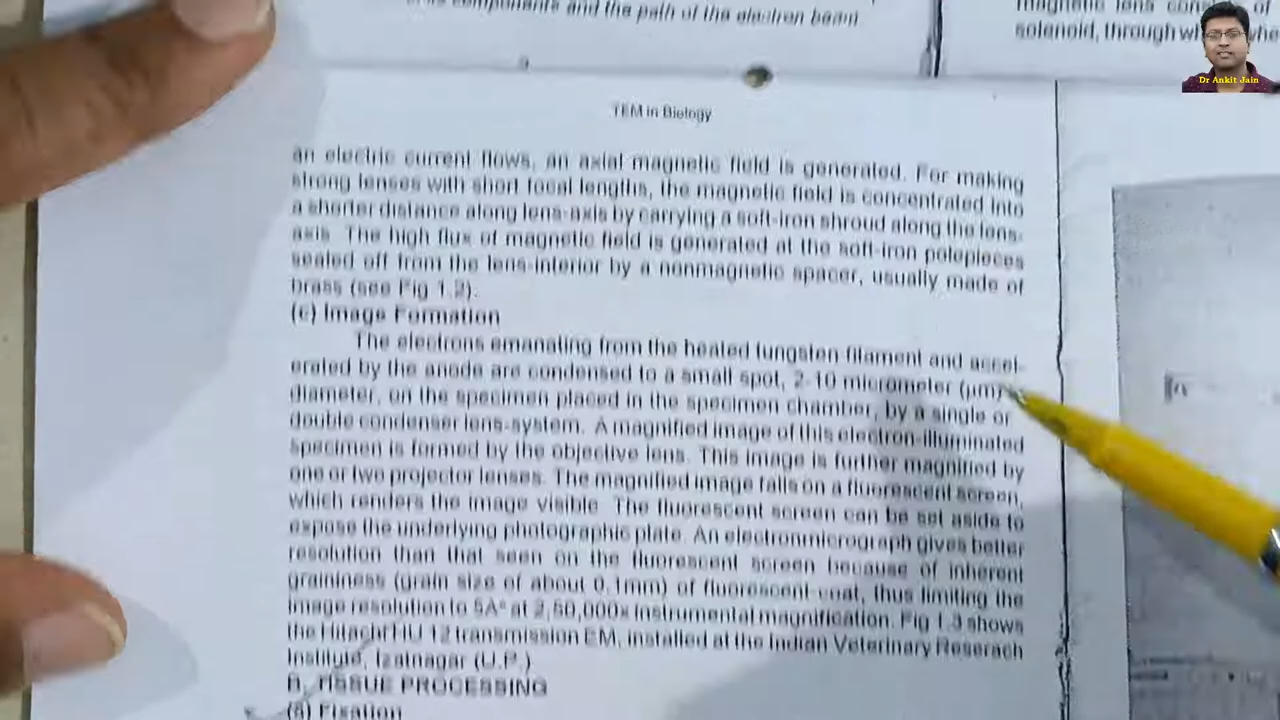 its components and the path of the electron beam
magnetic lens of
solenoid, through
Dr Ankit Jain
TEM in Biology
an electric current flows, an axial magnetic field is generated. For making
strong lenses with short focal lengths, the magnetic field is concentrated into
a shorter distance along lens-axis by carrying a soft-iron shroud along the lens-
axis. The high flux of magnetic field is generated at the soft-iron polepieces
sealed off from the lens-interior by a nonmagnetic spacer, usually made of
brass (see Fig 1.2).
(c) Image Formation
The electrons emanating from the heated tungsten filament and accel-
erated by the anode are condensed to a small spot, 2-10 micrometer (μm)
diameter, on the specimen placed in the specimen chamber, by a single or
double condenser lens-system. A magnified image of this electron-illuminated
specimen is formed by the objective lens. This image is further magnified by
one or two projector lenses. The magnified image falls on a fluorescent screen,
which renders the image visible. The fluorescent screen can be set aside to
expose the underlying photographic plate. An electronmicrograph gives better
resolution than that seen on the fluorescent screen because of inherent
graininess (grain size of about 0.1mm) of fluorescent coat, thus limiting the
image resolution to 5A° at 2,50,000x instrumental magnification. Fig 1.3 shows
the Hitachi HU 12 transmission EM, installed at the Indian Veterinary Reserach
Institute, Izatnagar (U.P.)
B. TISSUE PROCESSING
(a) Fixation